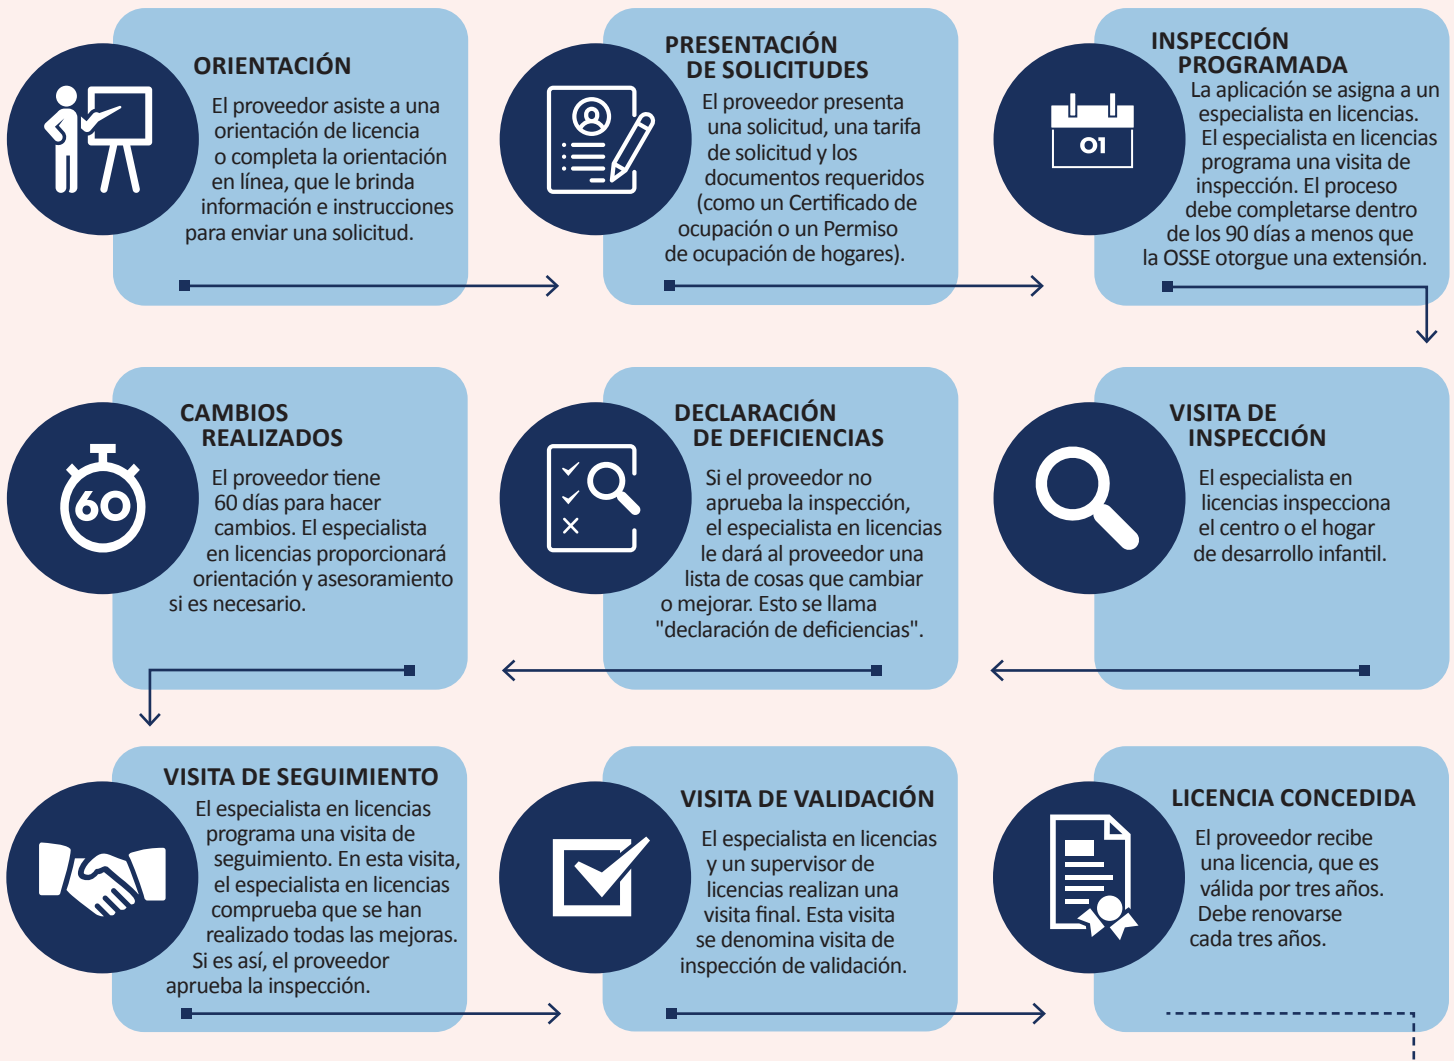 ORIENTACIÓN
El proveedor asiste a una
orientación de licencia
o completa la orientación
en línea, que le brinda
información e instrucciones
para enviar una solicitud.
PRESENTACIÓN
DE SOLICITUDES
El proveedor presenta
una solicitud, una tarifa
de solicitud y los
documentos requeridos
(como un Certificado de
ocupación o un Permiso
de ocupación de hogares).
01
INSPECCIÓN
PROGRAMADA
La aplicación se asigna a un
especialista en licencias.
El especialista en licencias
programa una visita de
inspección. El proceso
debe completarse dentro
de los 90 días a menos que
la OSSE otorgue una extensión.
VISITA DE
INSPECCIÓN
El especialista en
licencias inspecciona
el centro o el hogar
de desarrollo infantil.
DECLARACIÓN
DE DEFICIENCIAS
Si el proveedor no
aprueba la inspección,
el especialista en licencias
le dará al proveedor una
lista de cosas que cambiar
o mejorar. Esto se llama
"declaración de deficiencias".
60
CAMBIOS
REALIZADOS
El proveedor tiene
60 días para hacer
cambios. El especialista
en licencias proporcionará
orientación y asesoramiento
si es necesario.
VISITA DE SEGUIMIENTO
El especialista en licencias
programa una visita de
seguimiento. En esta visita,
el especialista en licencias
comprueba que se han
realizado todas las mejoras.
Si es así, el proveedor
aprueba la inspección.
VISITA DE VALIDACIÓN
El especialista en licencias
y un supervisor de
licencias realizan una
visita final. Esta visita
se denomina visita de
inspección de validación.
LICENCIA CONCEDIDA
El proveedor recibe
una licencia, que es
válida por tres años.
Debe renovarse
cada tres años.